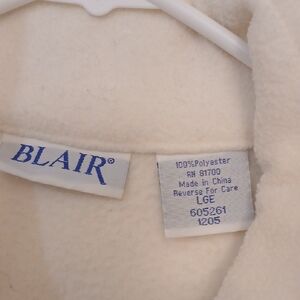 BLAIR®
100%Polyester
RN 81700
Made in China
Reverse For Care
LGE
605261
1205